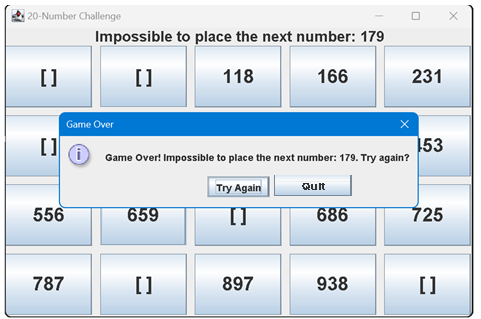 20-Number Challenge
Impossible to place the next number: 179
[ ] [ ] 118 166 231
Game Over
Game Over! Impossible to place the next number: 179. Try again?
Try Again Quit
556 659 [ ] 686 725
787 [ ] 897 938 [ ]